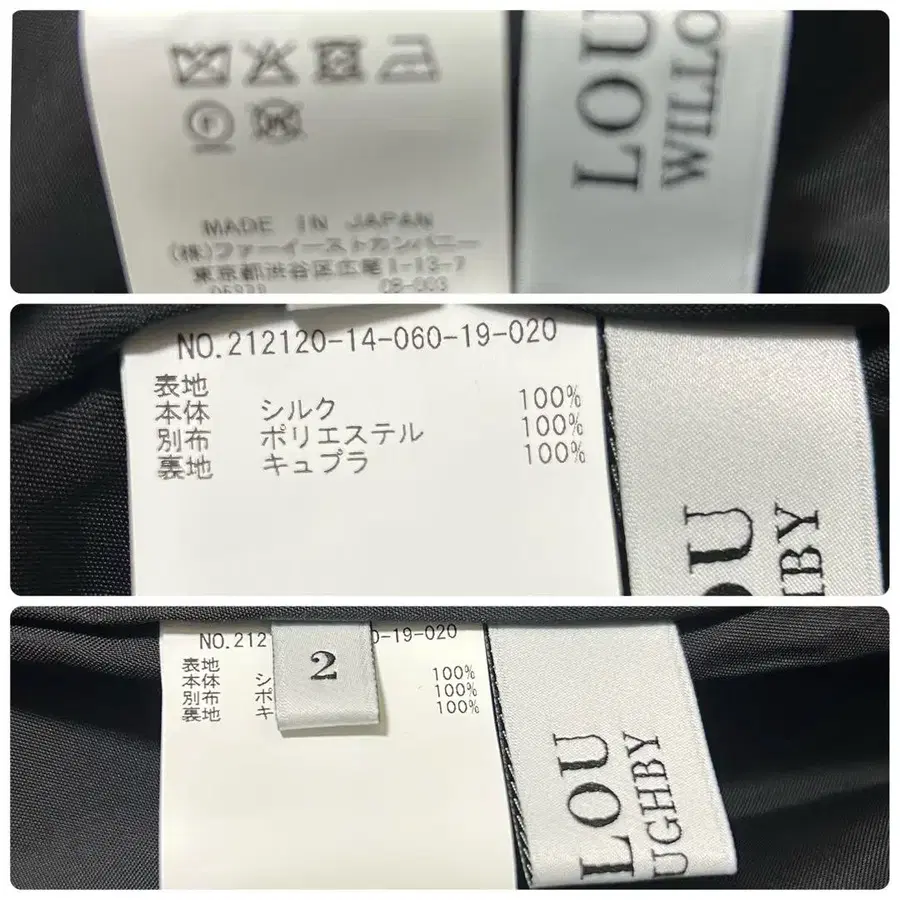 MADE IN JAPAN
(株)ファーイーストカンパニー
東京都渋谷区広尾1-13-7
LOU
WILLO
NO.212120-14-060-19-020
表地
本体 シルク 100%
別布 ポリエステル 100%
裏地 キュプラ 100%
LOU
HBY
NO.212 0-19-020
2
表地
本体 シ 100%
別布 ポ 100%
裏地 キ 100%
LOU
UGHBY